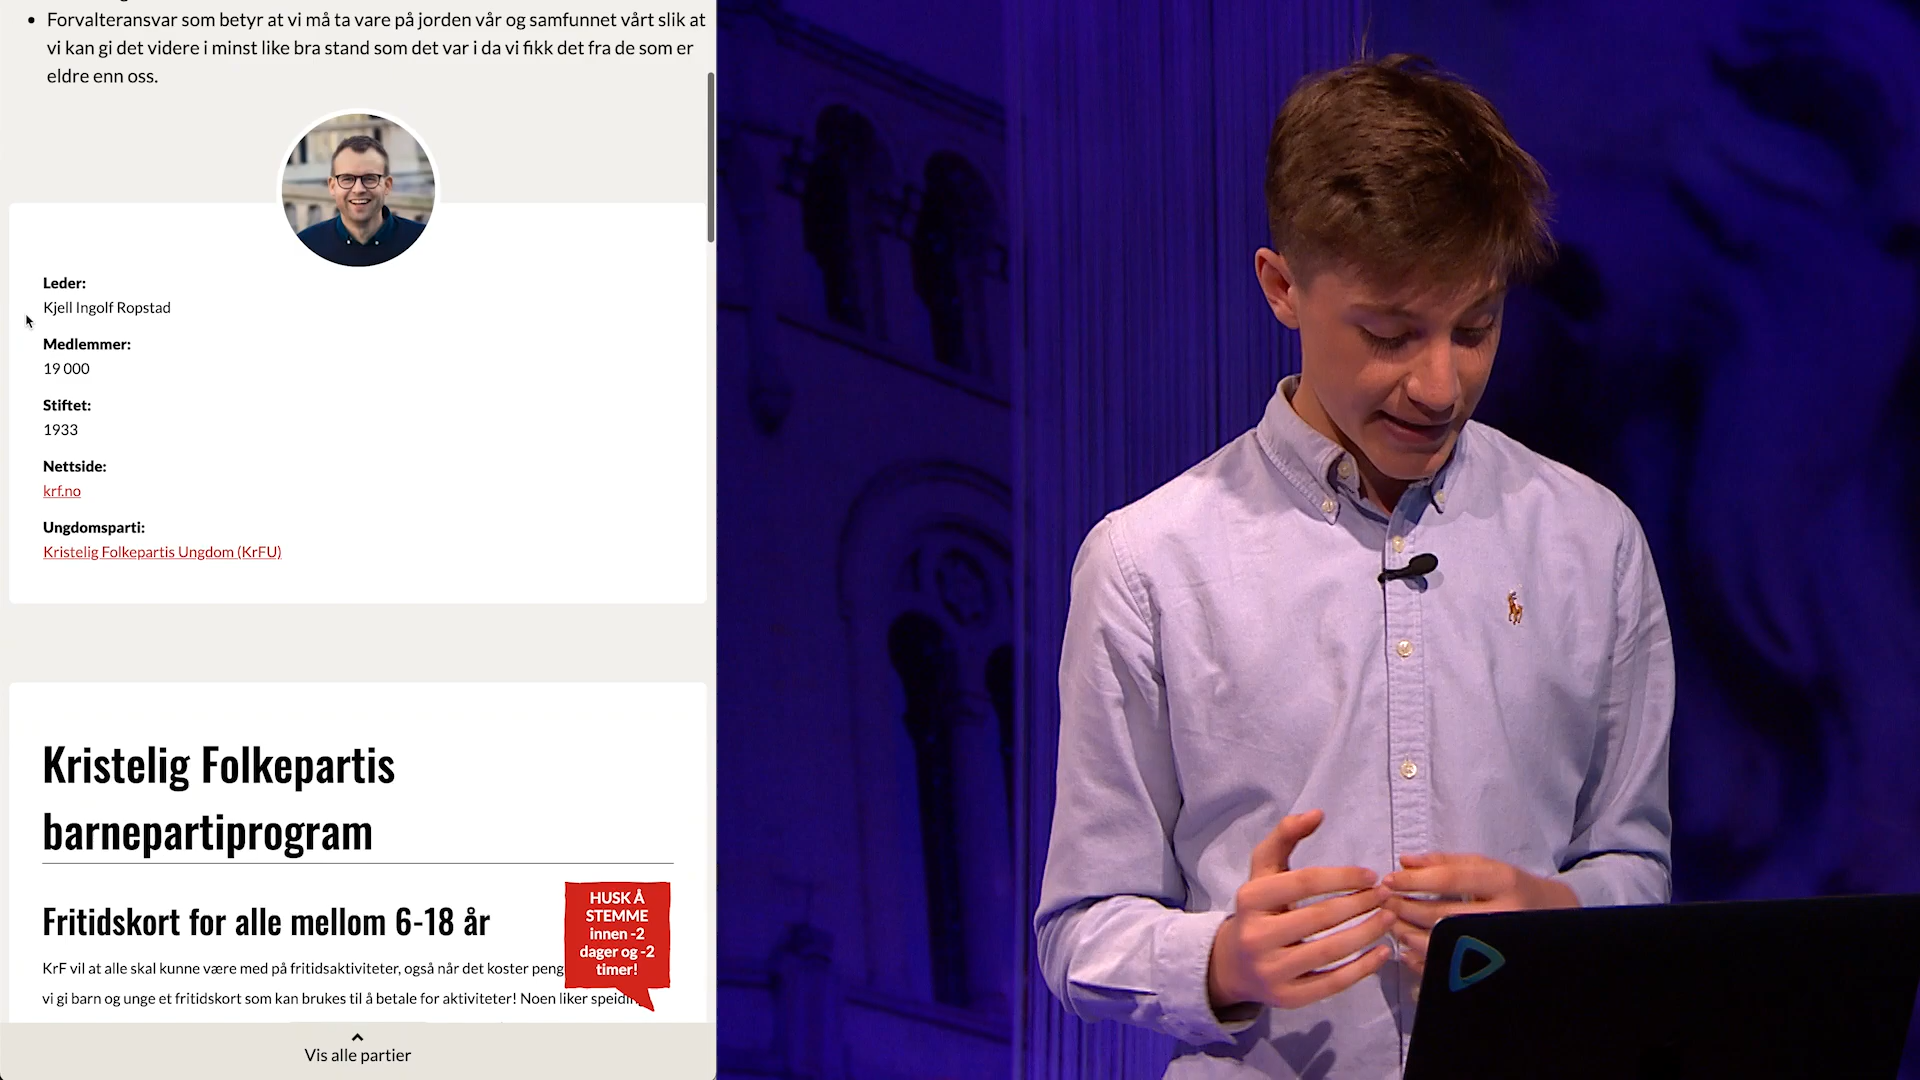 Forvalteransvar som betyr at vi må ta vare på jorden vår og samfunnet vårt slik at
vi kan gi det videre i minst like bra stand som det var i da vi fikk det fra de som er
eldre enn oss.
Leder:
Kjell Ingolf Ropstad
Medlemmer:
19 000
Stiftet:
1933
Nettside:
krf.no
Ungdomsparti:
Kristelig Folkepartis Ungdom (KrFU)
Kristelig Folkepartis
barnepartiprogram
Fritidskort for alle mellom 6-18 år
HUSK Å
STEMME
innen -2
dager og -2
timer!
KrF vil at alle skal kunne være med på fritidsaktiviteter, også når det koster
vi gi barn og unge et fritidskort som kan brukes til å betale for aktiviteter! Noen liker
Vis alle partier